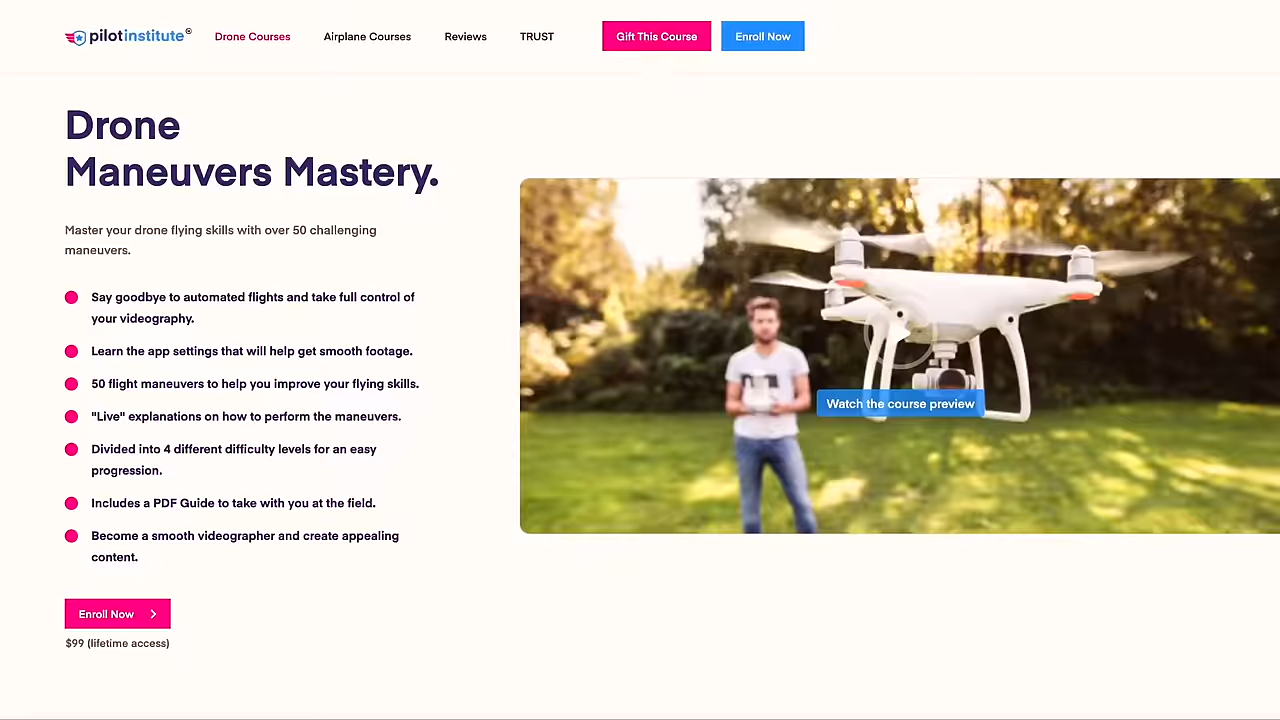 pilotinstitute®
Drone Courses
Airplane Courses
Reviews
TRUST
Gift This Course
Enroll Now
Drone
Maneuvers Mastery.
Master your drone flying skills with over 50 challenging
maneuvers.
Say goodbye to automated flights and take full control of
your videography.
Learn the app settings that will help get smooth footage.
50 flight maneuvers to help you improve your flying skills.
"Live" explanations on how to perform the maneuvers.
Divided into 4 different difficulty levels for an easy
progression.
Includes a PDF Guide to take with you at the field.
Become a smooth videographer and create appealing
content.
Enroll Now
$99 (lifetime access)
Watch the course preview